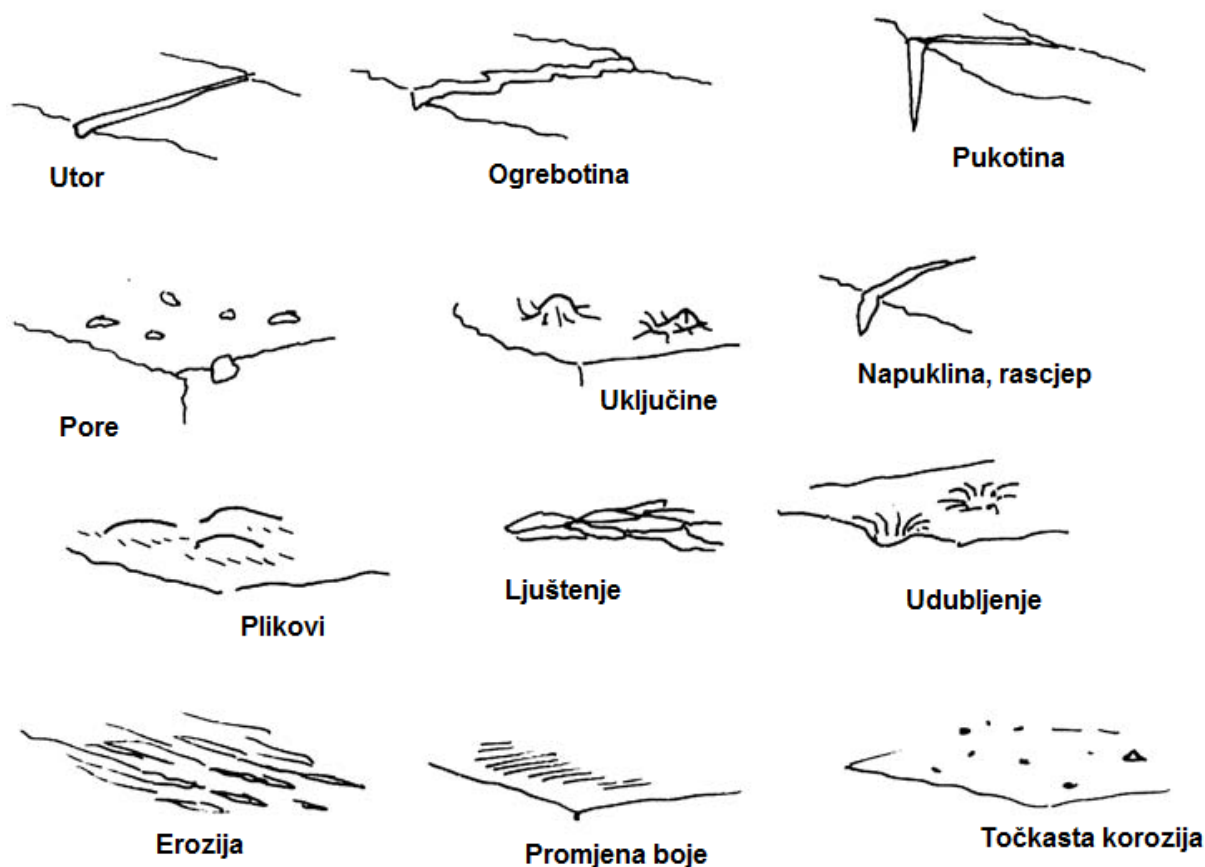 Utor
Ogrebotina
Pukotina
Pore
Uključine
Napuklina, rascjep
Plikovi
Ljuštenje
Udubljenje
Erozija
Promjena boje
Točkasta korozija